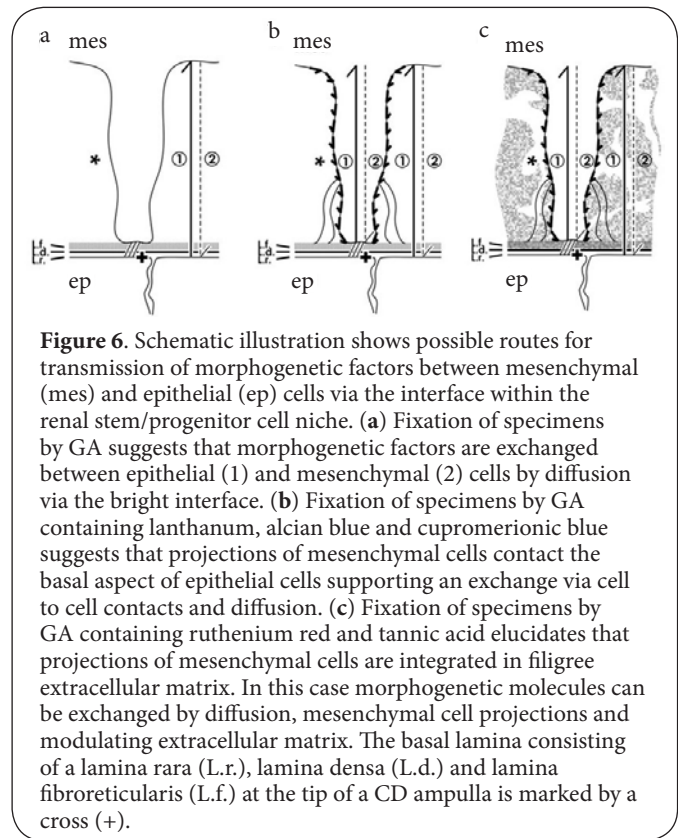 a mes
b mes
c mes
* ① ②
* ① ② ① ②
* ① ② ① ②
L.f.
L.d.
L.r.
+
ep
L.f.
L.d.
L.r.
+
ep
L.f.
L.d.
L.r.
+
ep
Figure 6. Schematic illustration shows possible routes for
transmission of morphogenetic factors between mesenchymal
(mes) and epithelial (ep) cells via the interface within the
renal stem/progenitor cell niche. (a) Fixation of specimens
by GA suggests that morphogenetic factors are exchanged
between epithelial (1) and mesenchymal (2) cells by diffusion
via the bright interface. (b) Fixation of specimens by GA
containing lanthanum, alcian blue and cupromerionic blue
suggests that projections of mesenchymal cells contact the
basal aspect of epithelial cells supporting an exchange via cell
to cell contacts and diffusion. (c) Fixation of specimens by
GA containing ruthenium red and tannic acid elucidates that
projections of mesenchymal cells are integrated in filigree
extracellular matrix. In this case morphogenetic molecules can
be exchanged by diffusion, mesenchymal cell projections and
modulating extracellular matrix. The basal lamina consisting
of a lamina rara (L.r.), lamina densa (L.d.) and lamina
fibroreticularis (L.f.) at the tip of a CD ampulla is marked by a
cross (+).